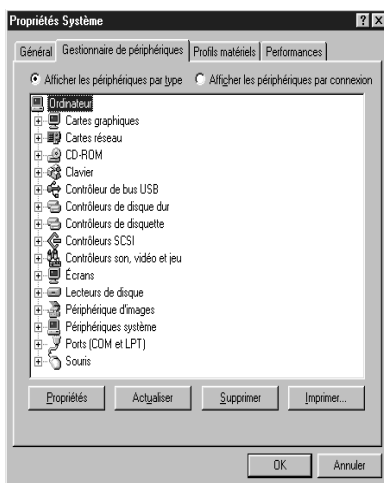 Propriétés Système
Général Gestionnaire de périphériques Profils matériels Performances
Afficher les périphériques par type Afficher les périphériques par connexion
Ordinateur
Cartes graphiques
Cartes réseau
CD-ROM
Clavier
Contrôleur de bus USB
Contrôleurs de disque dur
Contrôleurs de disquette
Contrôleurs SCSI
Contrôleurs son, vidéo et jeu
Écrans
Lecteurs de disque
Périphérique d'images
Périphériques système
Ports (COM et LPT)
Souris
Propriétés Actualiser Supprimer Imprimer...
OK Annuler